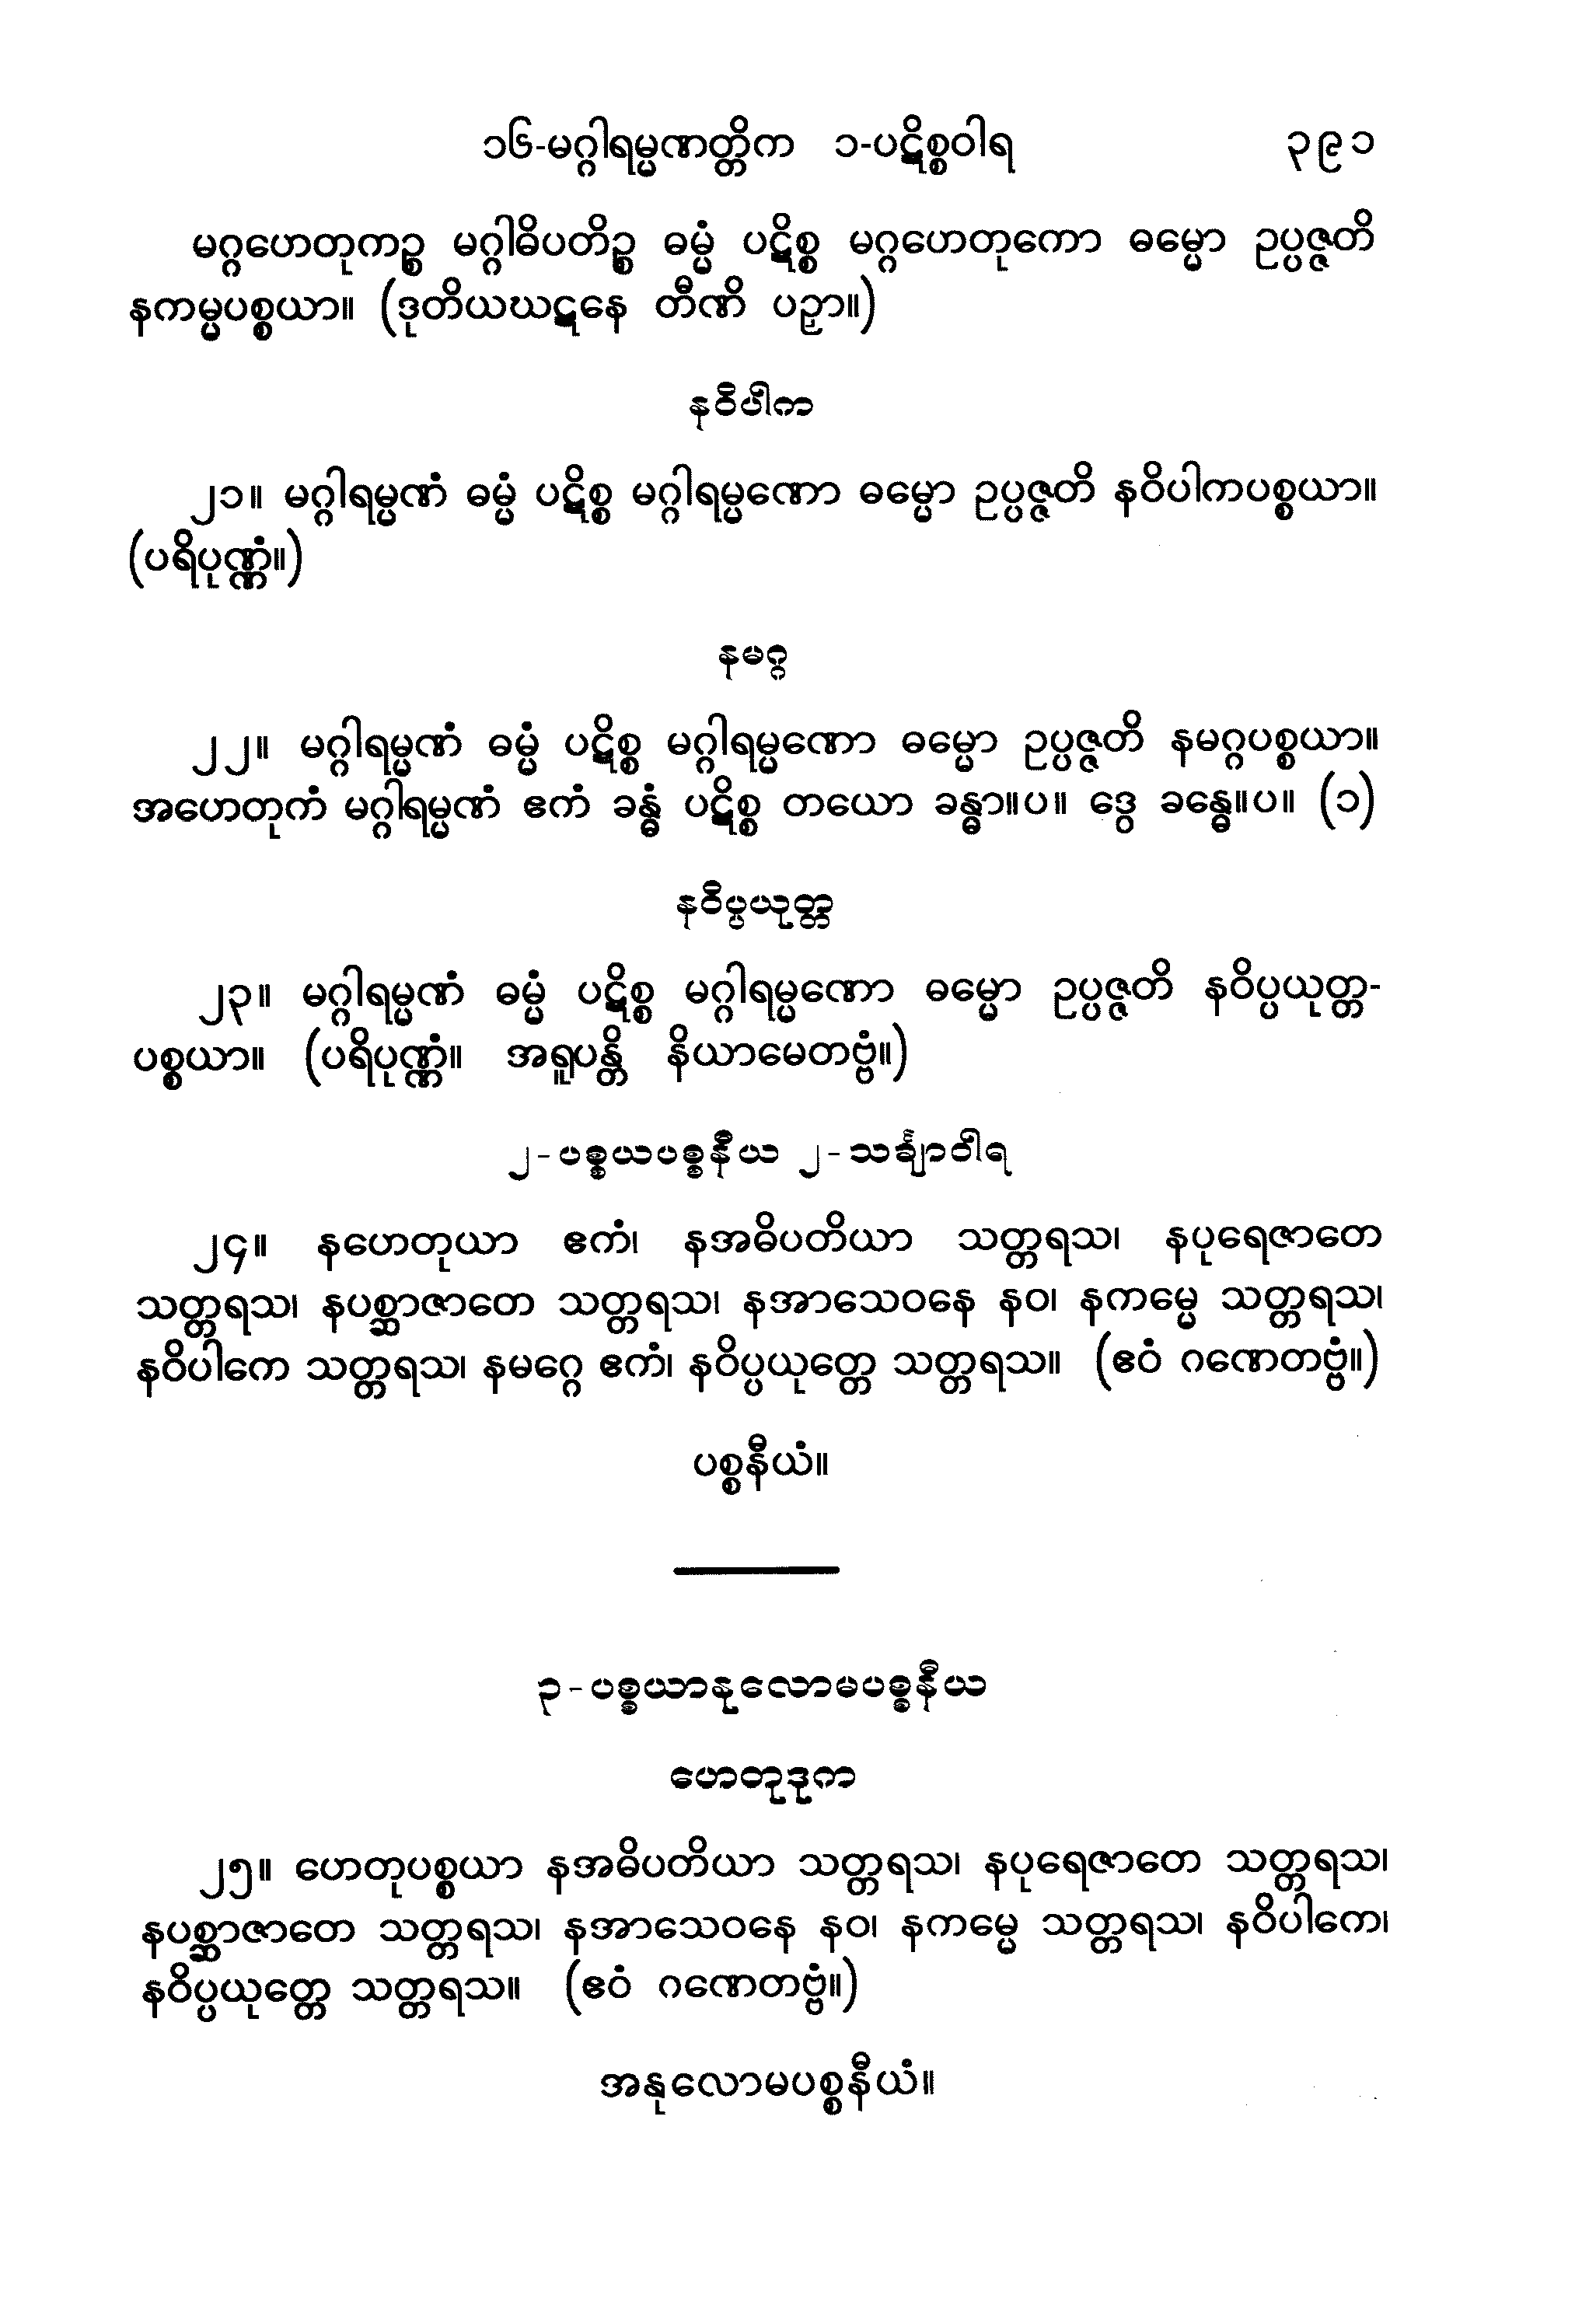 ၁၆-မဂ္ဂါရမ္မဏတ္တိက ၁-ပဋိစ္စဝါရ ၃၉၁
မဂ္ဂဟေတုကဉ္စ မဂ္ဂါဓိပတိဉ္စ ဓမ္မံ ပဋိစ္စ မဂ္ဂဟေတုကော ဓမ္မော ဥပ္ပဇ္ဇတိ
နကမ္မပစ္စယာ။ (ဒုတိယဃဋနေ တီဏိ ပဉှာ။)
နဝိပါက
၂၁။ မဂ္ဂါရမ္မဏံ ဓမ္မံ ပဋိစ္စ မဂ္ဂါရမ္မဏော ဓမ္မော ဥပ္ပဇ္ဇတိ နဝိပါကပစ္စယာ။
(ပရိပုဏ္ဏံ။)
နမဂ္ဂ
၂၂။ မဂ္ဂါရမ္မဏံ ဓမ္မံ ပဋိစ္စ မဂ္ဂါရမ္မဏော ဓမ္မော ဥပ္ပဇ္ဇတိ နမဂ္ဂပစ္စယာ။
အဟေတုကံ မဂ္ဂါရမ္မဏံ ဧကံ ခန္ဓံ ပဋိစ္စ တယော ခန္ဓာ။ပ။ ဒွေ ခန္ဓေ။ပ။ (၁)
နဝိပ္ပယုတ္တ
၂၃။ မဂ္ဂါရမ္မဏံ ဓမ္မံ ပဋိစ္စ မဂ္ဂါရမ္မဏော ဓမ္မော ဥပ္ပဇ္ဇတိ နဝိပ္ပယုတ္တ-
ပစ္စယာ။ (ပရိပုဏ္ဏံ။ အရူပန္တိ နိယာမေတဗ္ဗံ။)
၂-ပစ္စယပစ္စနီယ ၂-သင်္ချာဝါရ
၂၄။ နဟေတုယာ ဧကံ၊ နအဓိပတိယာ သတ္တရသ၊ နပုရေဇာတေ
သတ္တရသ၊ နပစ္ဆာဇာတေ သတ္တရသ၊ နအာသေဝနေ နဝ၊ နကမ္မေ သတ္တရသ၊
နဝိပါကေ သတ္တရသ၊ နမဂ္ဂေ ဧကံ၊ နဝိပ္ပယုတ္တေ သတ္တရသ။ (ဧဝံ ဂဏေတဗ္ဗံ။)
ပစ္စနီယံ။
၃-ပစ္စယာနုလောမပစ္စနီယ
ဟေတုဒုက
၂၅။ ဟေတုပစ္စယာ နအဓိပတိယာ သတ္တရသ၊ နပုရေဇာတေ သတ္တရသ၊
နပစ္ဆာဇာတေ သတ္တရသ၊ နအာသေဝနေ နဝ၊ နကမ္မေ သတ္တရသ၊ နဝိပါကေ၊
နဝိပ္ပယုတ္တေ သတ္တရသ။ (ဧဝံ ဂဏေတဗ္ဗံ။)
အနုလောမပစ္စနီယံ။